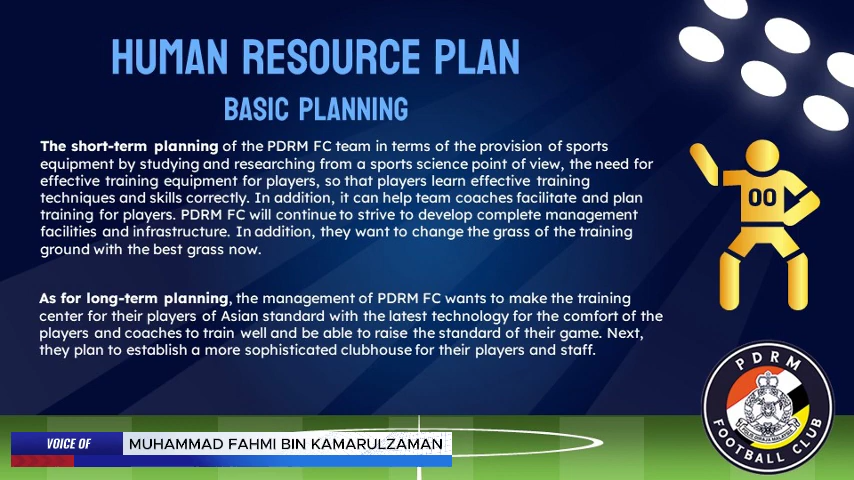 HUMAN RESOURCE PLAN
BASIC PLANNING
The short-term planning of the PDRM FC team in terms of the provision of sports
equipment by studying and researching from a sports science point of view, the need for
effective training equipment for players, so that players learn effective training
techniques and skills correctly. In addition, it can help team coaches facilitate and plan
training for players. PDRM FC will continue to strive to develop complete management
facilities and infrastructure. In addition, they want to change the grass of the training
ground with the best grass now.
00
As for long-term planning, the management of PDRM FC wants to make the training
center for their players of Asian standard with the latest technology for the comfort of the
players and coaches to train well and be able to raise the standard of their game. Next,
they plan to establish a more sophisticated clubhouse for their players and staff.
PDRM
FOOTBALL CLUB
VOICE OF
MUHAMMAD FAHMI BIN KAMARULZAMAN